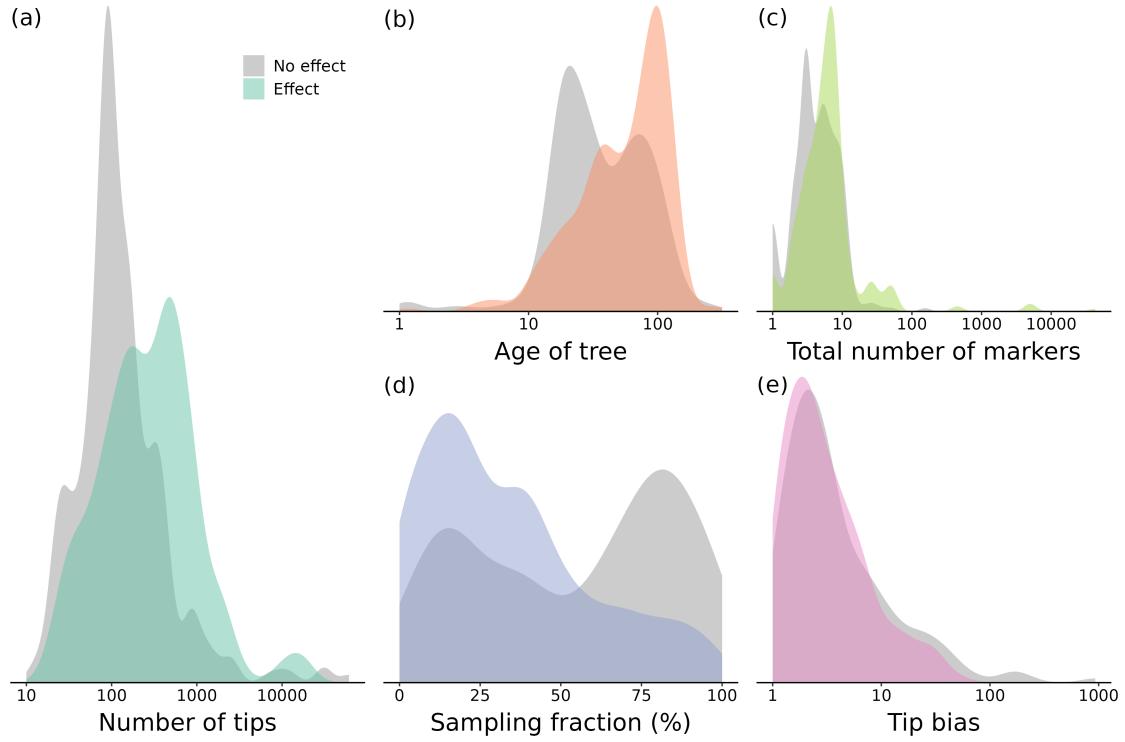 (a)
No effect
Effect
10 100 1000 10000
Number of tips
(b)
1 10 100
Age of tree
(c)
1 10 100 1000 10000
Total number of markers
(d)
0 25 50 75 100
Sampling fraction (%)
(e)
1 10 100 1000
Tip bias